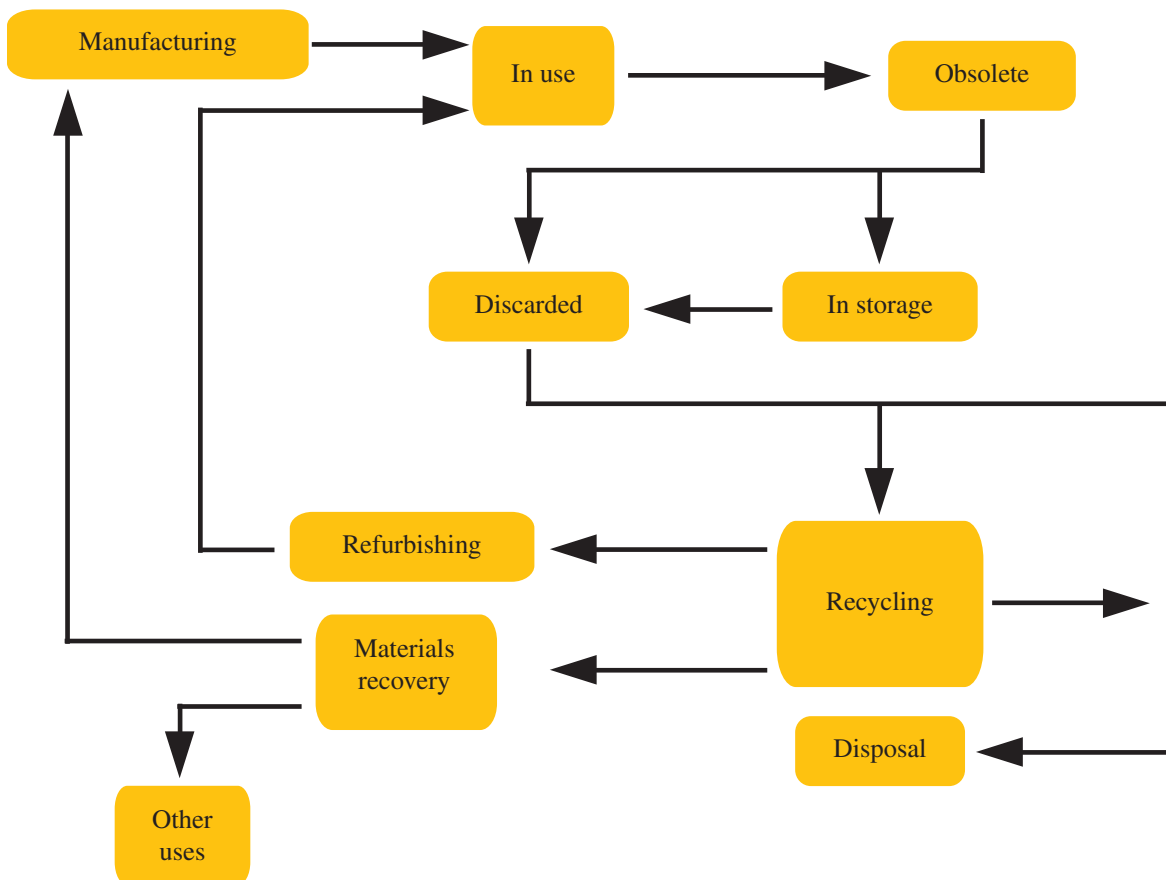 Manufacturing
In use
Obsolete
Discarded
In storage
Refurbishing
Recycling
Materials
recovery
Disposal
Other
uses